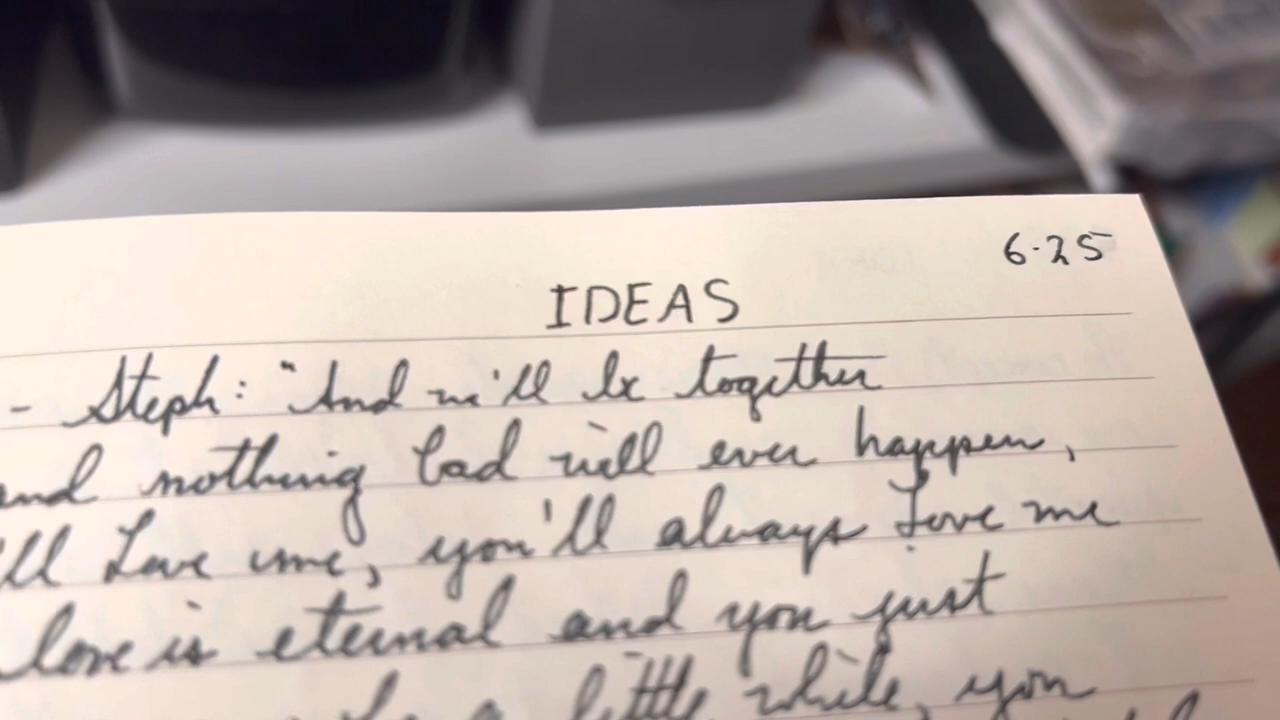 6·25
IDEAS
- Steph: "And we'll be together
and nothing bad will ever happen,
'll love me, you'll always love me
love is eternal and you just
a little while, you